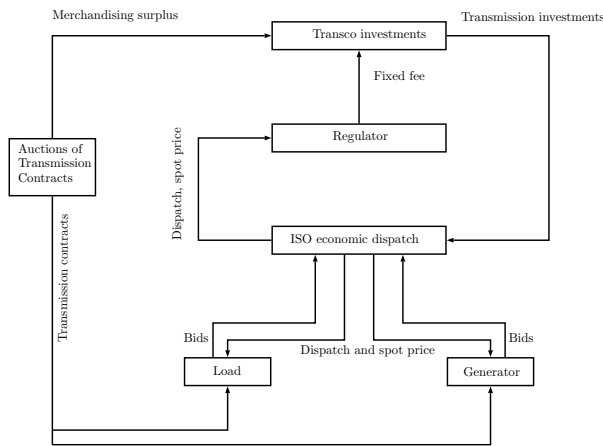 Merchandising surplus
Transmission investments
Transco investments
Fixed fee
Regulator
Dispatch, spot price
Auctions of
Transmission
Contracts
Transmission contracts
ISO economic dispatch
Bids
Dispatch and spot price
Bids
Load
Generator